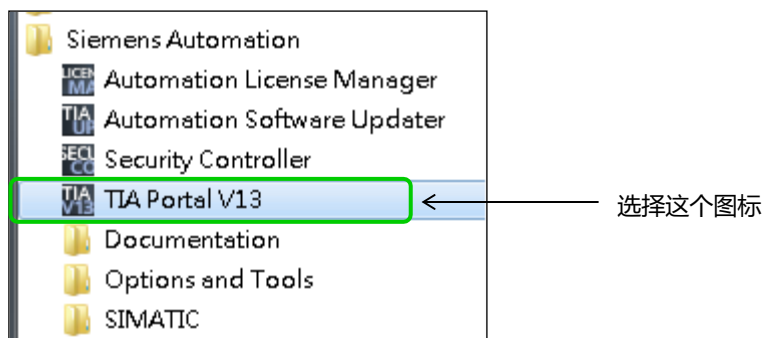 Siemens Automation
Automation License Manager
Automation Software Updater
Security Controller
TIA Portal V13
选择这个图标
Documentation
Options and Tools
SIMATIC